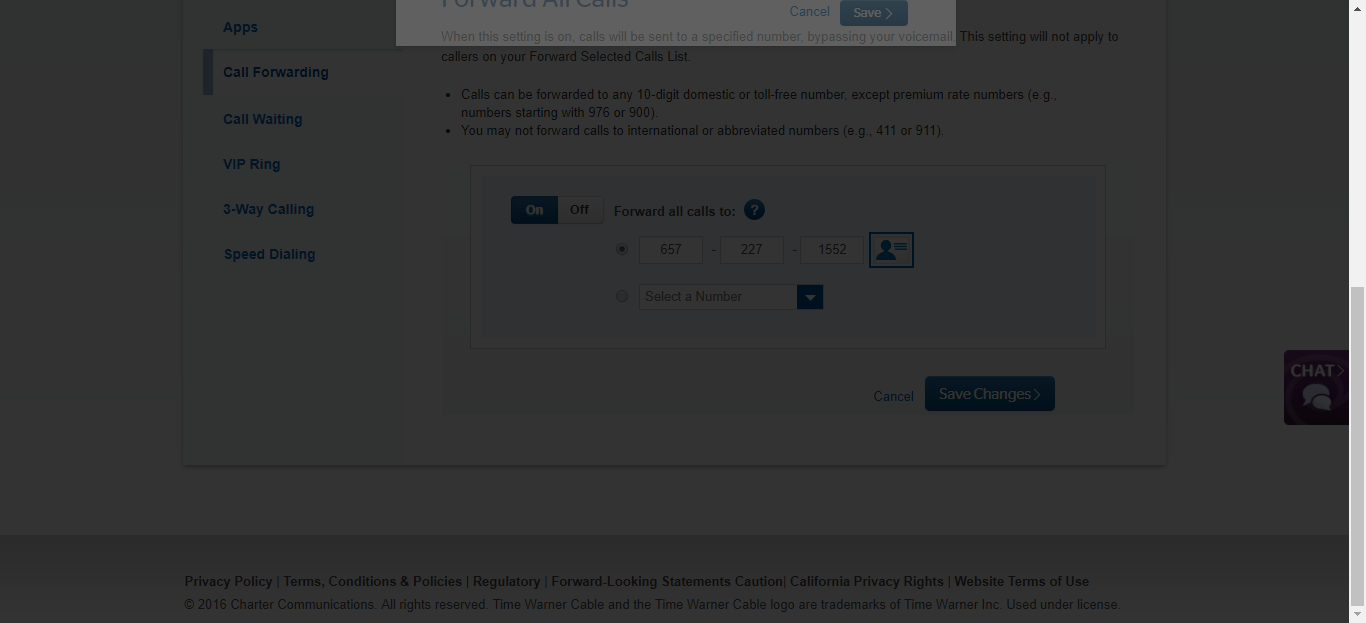 Forward All Calls
Cancel Save
Apps
When this setting is on, calls will be sent to a specified number, bypassing your voicemail. This setting will not apply to
callers on your Forward Selected Calls List.
Call Forwarding
Calls can be forwarded to any 10-digit domestic or toll-free number, except premium rate numbers (e.g.,
numbers starting with 976 or 900).
Call Waiting
You may not forward calls to international or abbreviated numbers (e.g., 411 or 911).
VIP Ring
3-Way Calling
Speed Dialing
On Off Forward all calls to: ?
657 - 227 - 1552
Select a Number
CHAT
Cancel Save Changes
Privacy Policy | Terms, Conditions & Policies | Regulatory | Forward-Looking Statements Caution| California Privacy Rights | Website Terms of Use
© 2016 Charter Communications. All rights reserved. Time Warner Cable and the Time Warner Cable logo are trademarks of Time Warner Inc. Used under license.